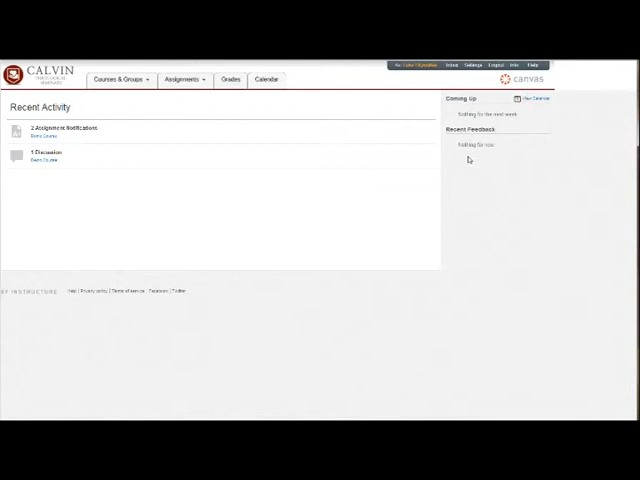 CALVIN
THEOLOGICAL
SEMINARY
Courses & Groups
Assignments
Grades
Calendar
Inbox
Settings
Logout
Help
canvas
Recent Activity
2 Assignment Notifications
Demo Course
1 Discussion
Demo Course
Coming Up
View Calendar
Nothing for the next week
Recent Feedback
Nothing for now
BY INSTRUCTURE
Help | Privacy policy | Terms of service | Facebook | Twitter